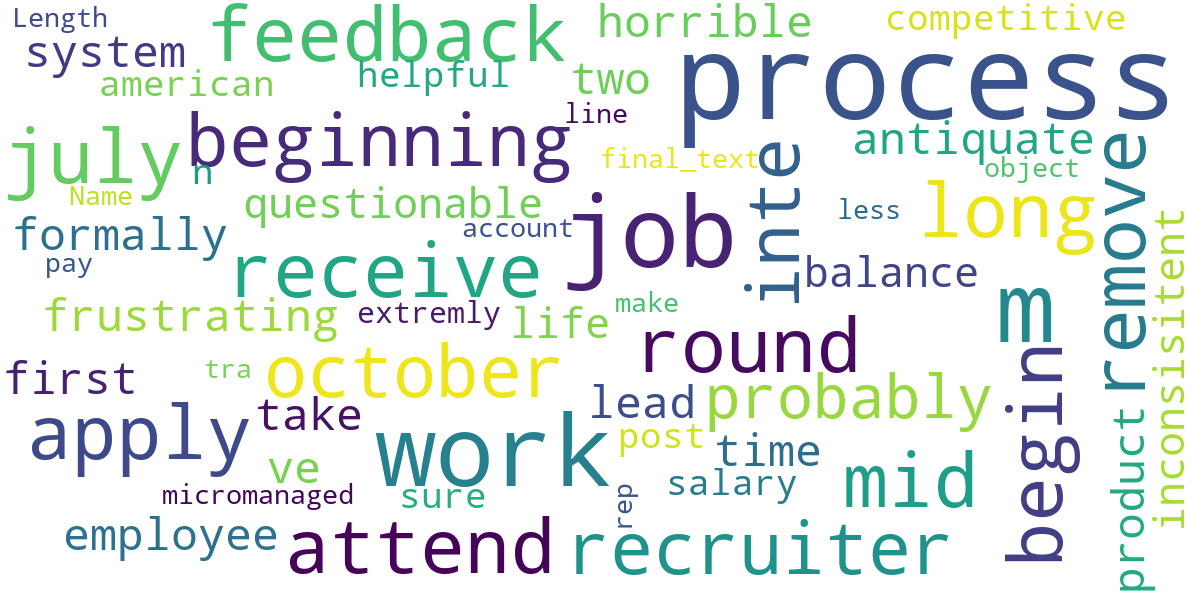 Length
feedback
horrible
competitive
system
process
american
helpful
two
july
beginning
line
antiquate
n
final_text
object
Name
questionable
inte
remove
less
long
formally
account
job
pay
receive
balance
inconsisitent
frustrating
extremly
life
make
m
round
first
tra
october
begin
apply
take
work
lead
probably
post
time
ve
micromanaged
sure
rep
salary
mid
product
employee
attend
recruiter